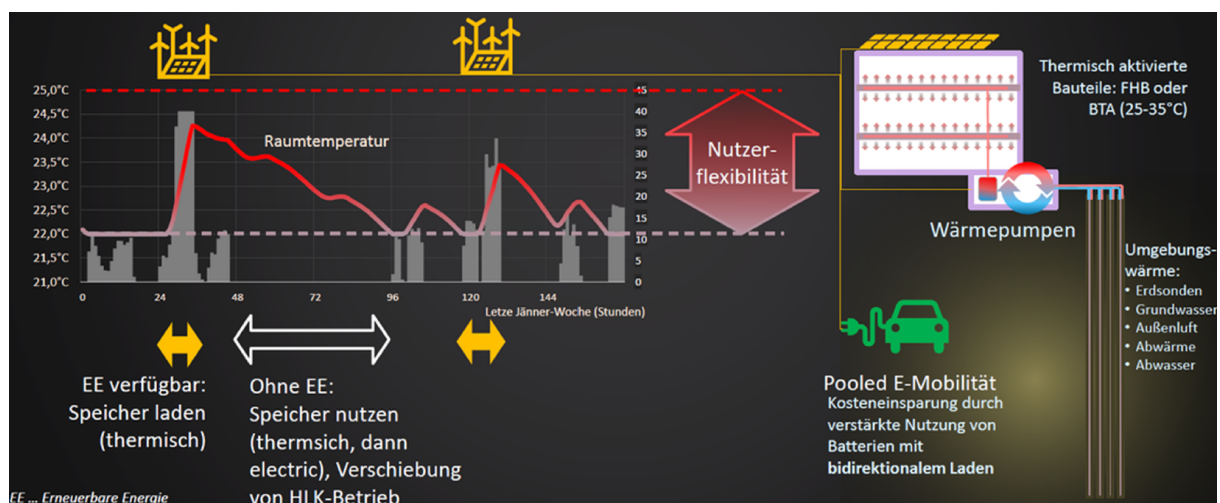 25,0°C
24,5°C
24,0°C
23,5°C
23,0°C
22,5°C
22,0°C
21,5°C
21,0°C
Raumtemperatur
45
40
35
30
25
20
15
10
5
0
0
24
48
72
96
120
144
Letze Jänner-Woche (Stunden)
Nutzer-
flexibilität
Thermisch aktivierte
Bauteile: FHB oder
BTA (25-35°C)
Wärmepumpen
Umgebungs-
wärme:
• Erdsonden
• Grundwasser
• Außenluft
• Abwärme
• Abwasser
EE verfügbar:
Speicher laden
(thermisch)
Ohne EE:
Speicher nutzen
(thermsich, dann
electric), Verschiebung
von HLK-Betrieb
Pooled E-Mobilität
Kosteneinsparung durch
verstärkte Nutzung von
Batterien mit
bidirektionalem Laden
EE ... Erneuerbare Energie